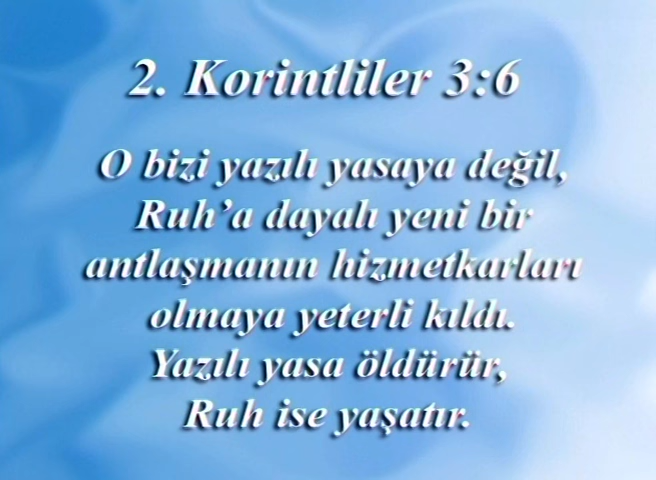 2. Korintliler 3:6
O bizi yazılı yasaya değil,
Ruh’a dayalı yeni bir
antlaşmanın hizmetkarları
olmaya yeterli kıldı.
Yazılı yasa öldürür,
Ruh ise yaşatır.